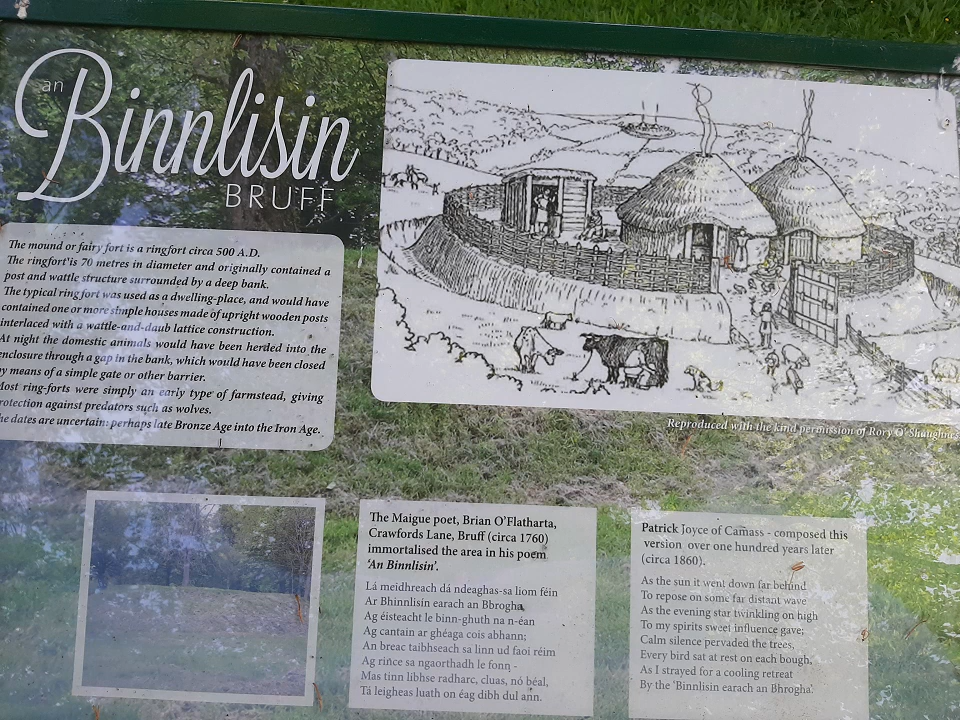 an
Binnlisin
BRUFF
The mound or fairy fort is a ringfort circa 500 A.D.
The ringfort is 70 metres in diameter and originally contained a
post and wattle structure surrounded by a deep bank.
The typical ring fort was used as a dwelling-place, and would have
contained one or more simple houses made of upright wooden posts
interlaced with a wattle-and-daub lattice construction.
At night the domestic animals would have been herded into the
enclosure through a gap in the bank, which would have been closed
by means of a simple gate or other barrier.
Most ring-forts were simply an early type of farmstead, giving
protection against predators such as wolves.
The dates are uncertain: perhaps late Bronze Age into the Iron Age.
Reproduced with the kind permission of Rory
The Maigue poet, Brian O'Flatharta,
Crawfords Lane, Bruff (circa 1760)
immortalised the area in his poem
'An Binnlisin'.
Lá meidhreach dá ndeaghas-sa liom féin
Ar Bhinnlisin earach an Bbrogha,
Ag éisteacht le binn-ghuth na n-éan
Ag cantain ar ghéaga cois abhann;
An breac taibhseach sa linn ud faoi réim
Ag rince sa ngaorthadh le fonn -
Mas tinn libhse radharc, cluas, nó béal,
Tá leigheas luath on éag dibh dul ann.
Patrick Joyce of Camass - composed this
version over one hundred years later
(circa 1860).
As the sun it went down far behind
To repose on some far distant wave
As the evening star twinkling on high
To my spirits sweet influence gave;
Calm silence pervaded the trees,
Every bird sat at rest on each bough,
As I strayed for a cooling retreat
By the 'Binnlisin earach an Bhrogha'.